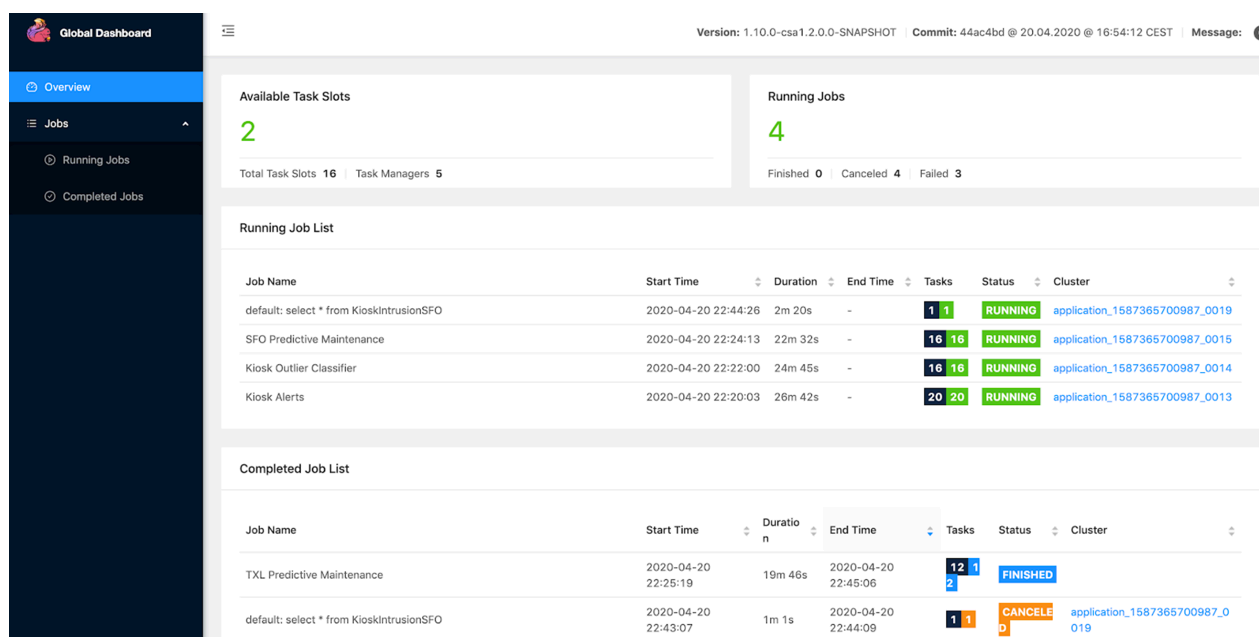 Global Dashboard
Version: 1.10.0-csa1.2.0.0-SNAPSHOT Commit: 44ac4bd @ 20.04.2020 @ 16:54:12 CEST Message:
Overview
Jobs
Running Jobs
Completed Jobs
Available Task Slots
2
Total Task Slots 16 Task Managers 5
Running Jobs
4
Finished 0 Canceled 4 Failed 3
Running Job List
Job Name Start Time Duration End Time Tasks Status Cluster
default: select * from KioskIntrusionSFO 2020-04-20 22:44:26 2m 20s - 1 1 RUNNING application_1587365700987_0019
SFO Predictive Maintenance 2020-04-20 22:24:13 22m 32s - 16 16 RUNNING application_1587365700987_0015
Kiosk Outlier Classifier 2020-04-20 22:22:00 24m 45s - 16 16 RUNNING application_1587365700987_0014
Kiosk Alerts 2020-04-20 22:20:03 26m 42s - 20 20 RUNNING application_1587365700987_0013
Completed Job List
Job Name Start Time Duratio
n End Time Tasks Status Cluster
TXL Predictive Maintenance 2020-04-20
22:25:19 19m 46s 2020-04-20
22:45:06 12 1
2 FINISHED
default: select * from KioskIntrusionSFO 2020-04-20
22:43:07 1m 1s 2020-04-20
22:44:09 1 1 CANCELE
D application_1587365700987_0
019